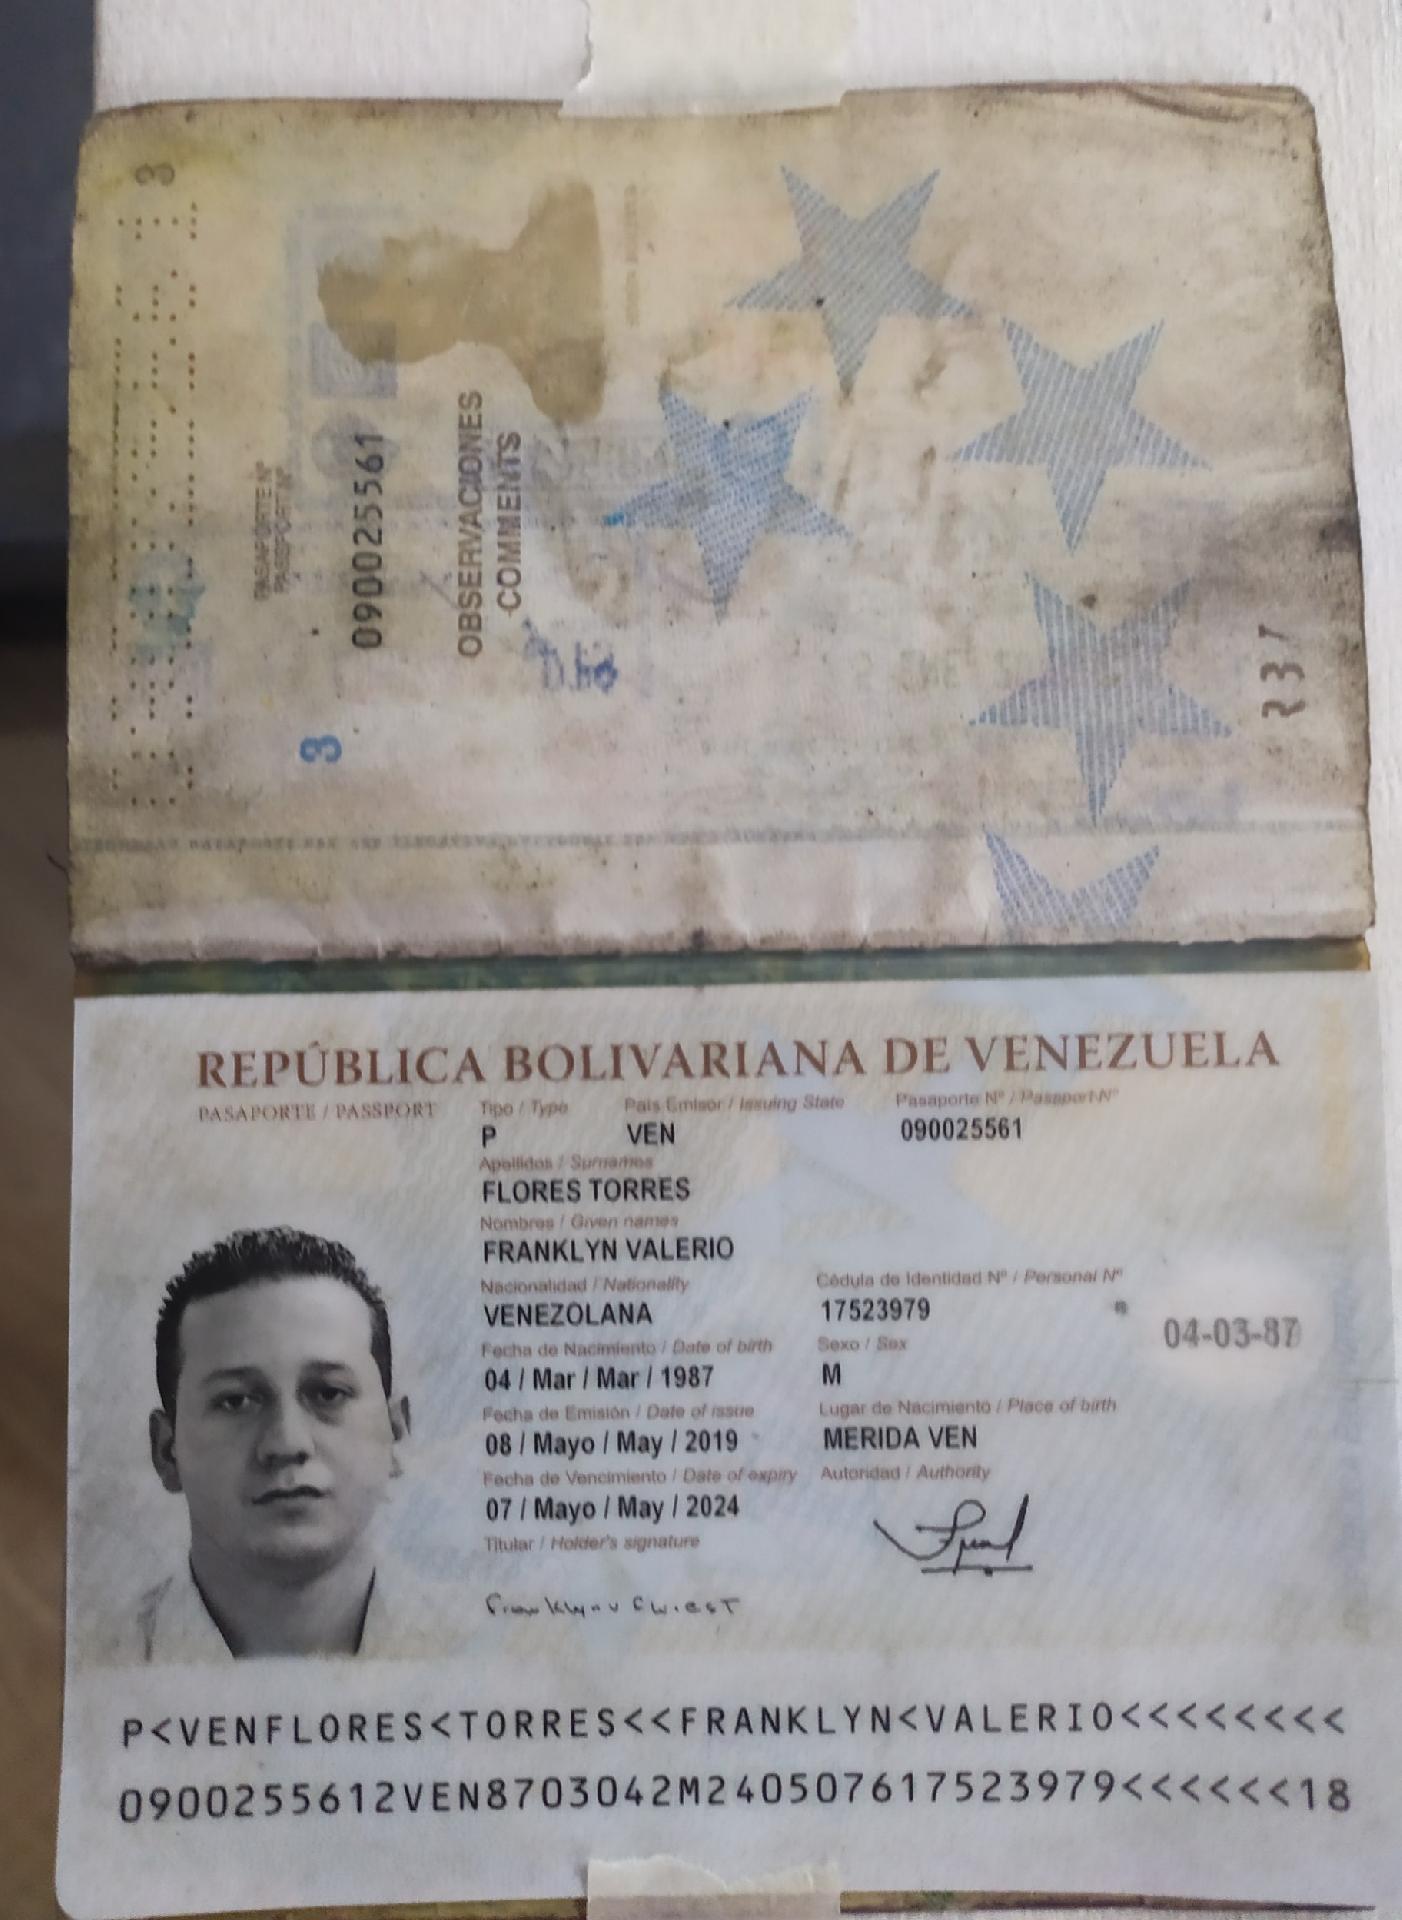 3
PASAPORTE Nº
PASSPORT Nº
090025561
OBSERVACIONES
COMMENTS
3
REPÚBLICA BOLIVARIANA DE VENEZUELA
PASAPORTE / PASSPORT
Tipo / Type País Emisor / Issuing State Pasaporte Nº / Passport Nº
P VEN 090025561
Apellidos / Surnames
FLORES TORRES
Nombres / Given names
FRANKLYN VALERIO
Nacionalidad / Nationality Cédula de Identidad Nº / Personal Nº
VENEZOLANA 17523979
04-03-87
Fecha de Nacimiento / Date of birth Sexo / Sex
04 / Mar / Mar / 1987 M
Fecha de Emisión / Date of issue Lugar de Nacimiento / Place of birth
08 / Mayo / May / 2019 MERIDA VEN
Fecha de Vencimiento / Date of expiry Autoridad / Authority
07 / Mayo / May / 2024
Titular / Holder's signature
P<VENFLORES<TORRES<<FRANKLYN<VALERIO<<<<<<<<
0900255612VEN8703042M240507617523979<<<<<<18